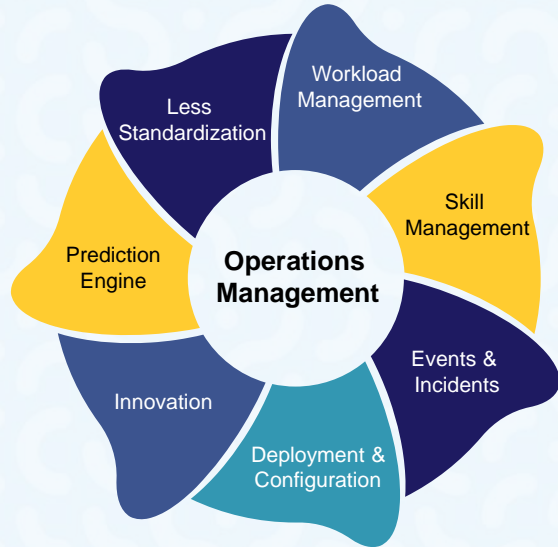 Workload
Management
Less
Standardization
Skill
Management
Operations
Management
Prediction
Engine
Events &
Incidents
Innovation
Deployment &
Configuration